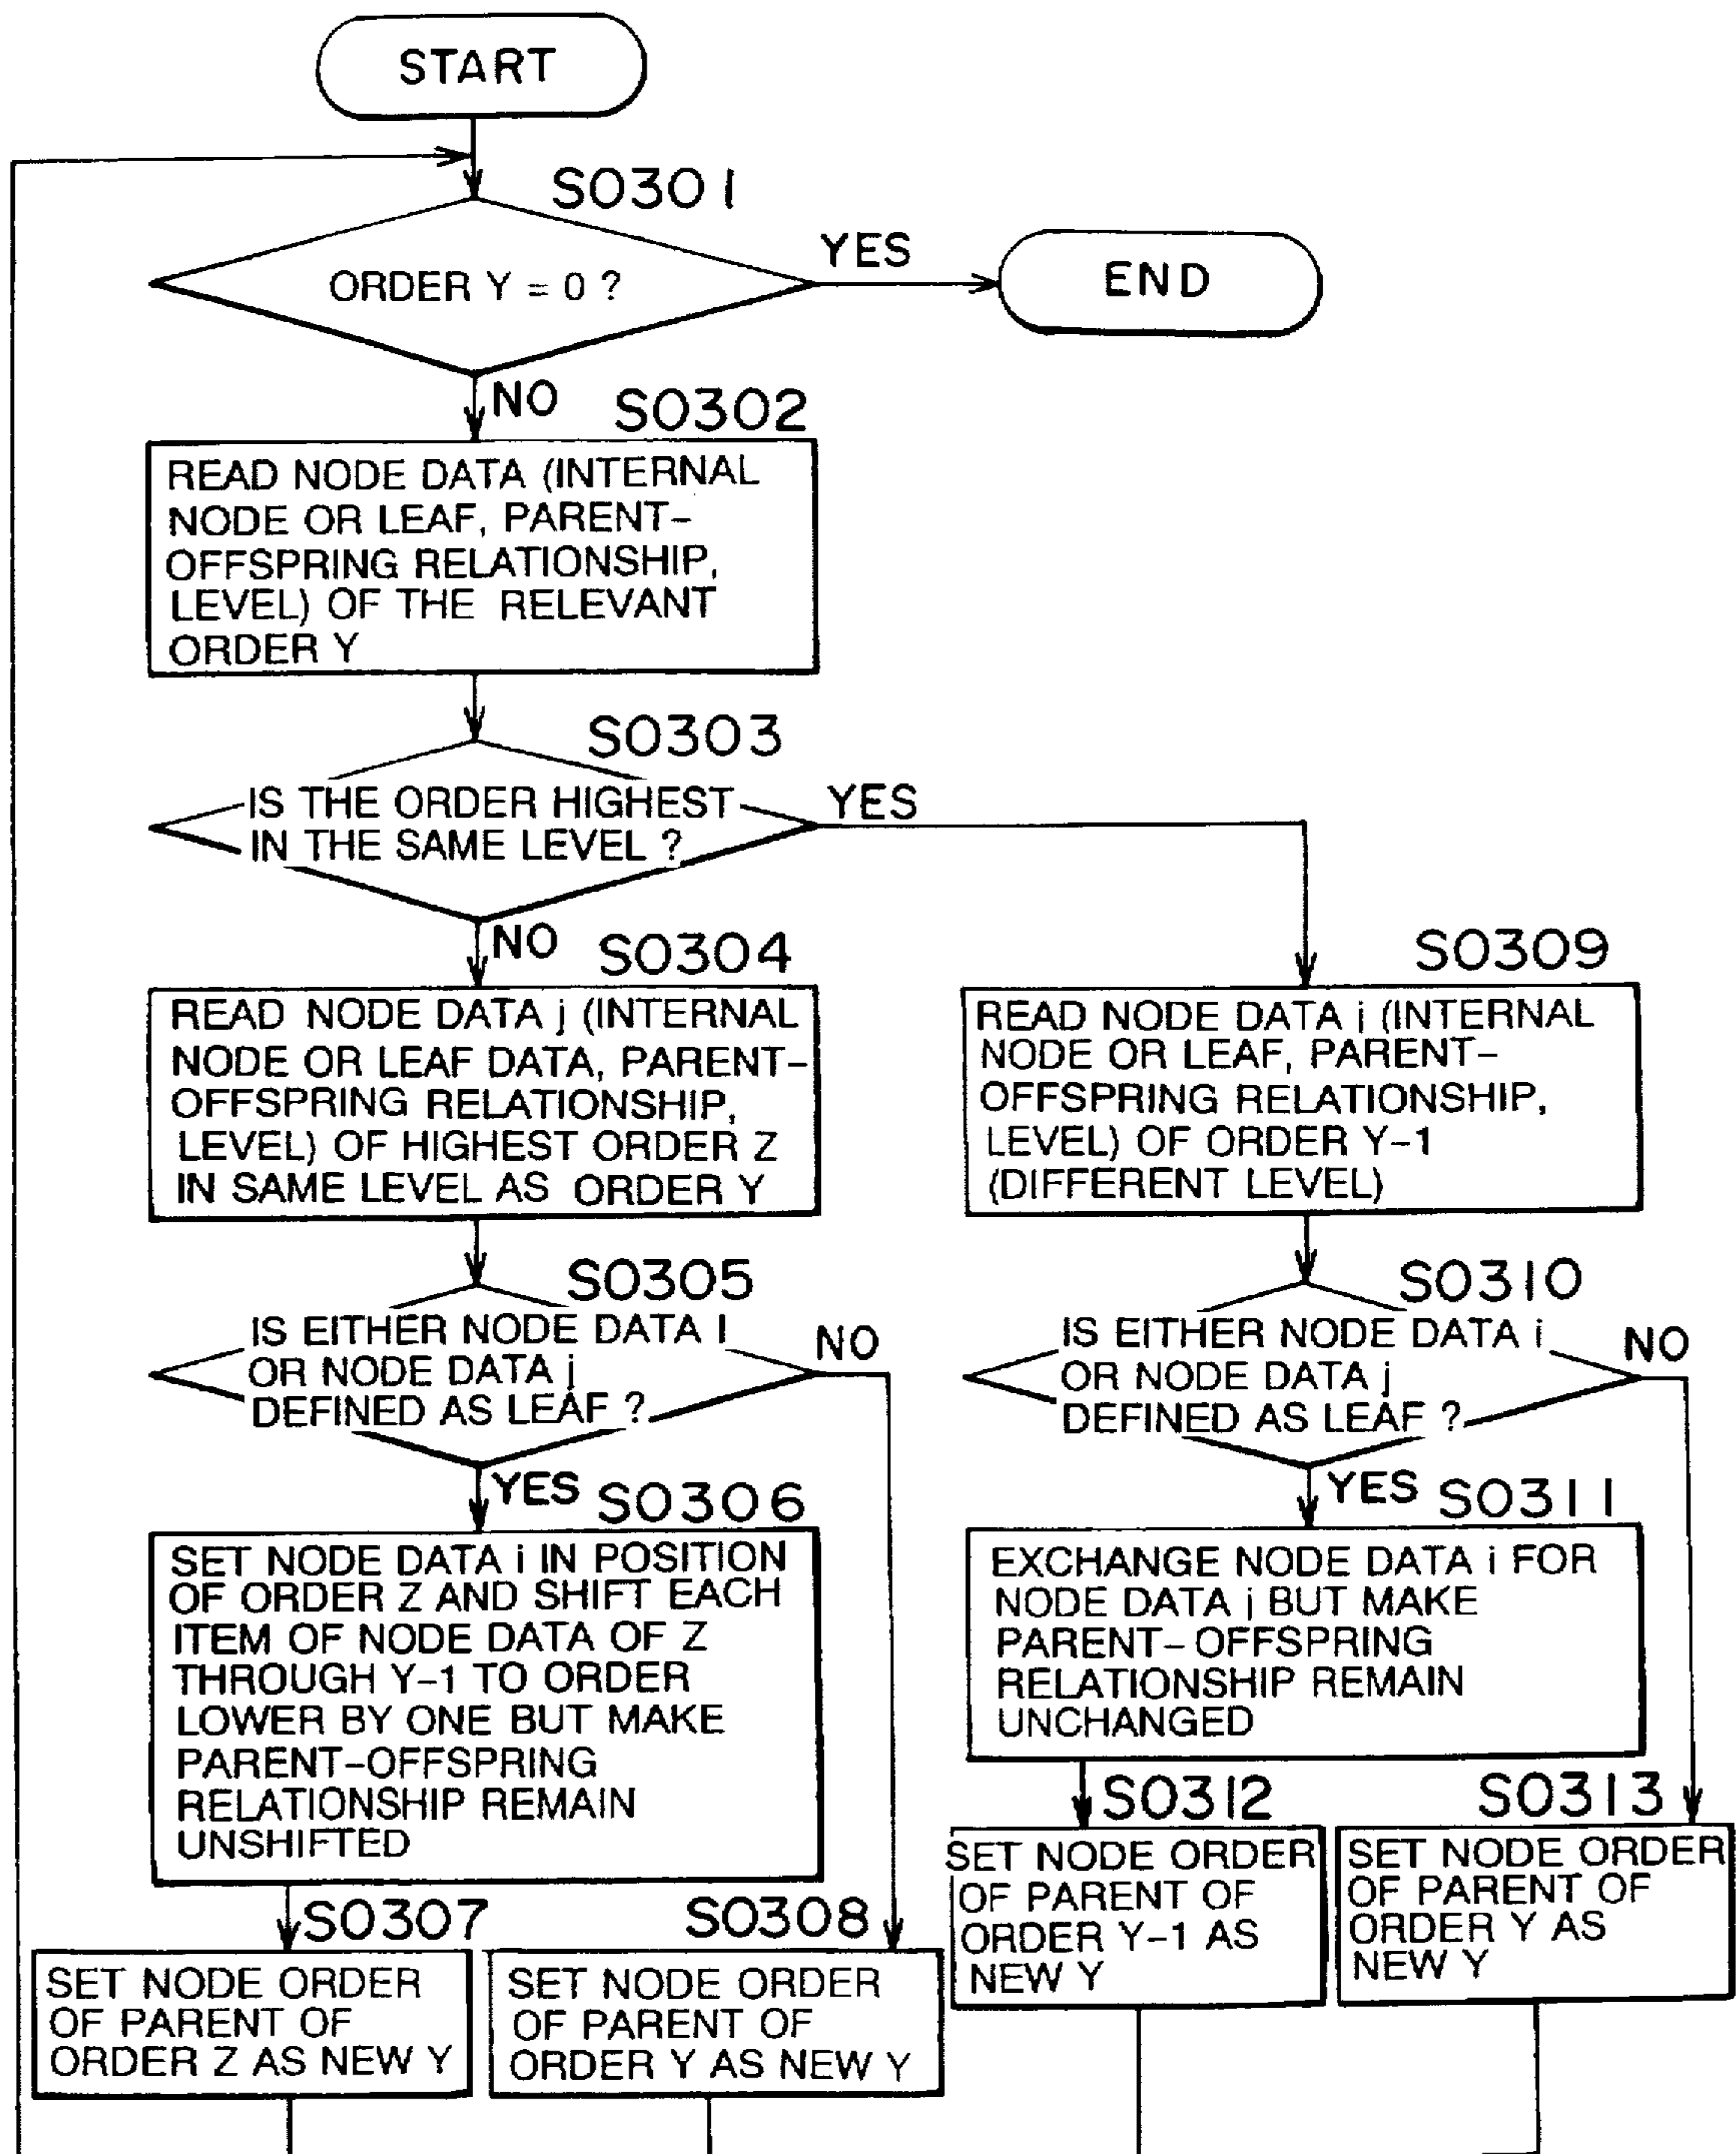 START
S0301
ORDER Y = 0 ?
YES
END
NO
S0302
READ NODE DATA (INTERNAL
NODE OR LEAF, PARENT-
OFFSPRING RELATIONSHIP,
LEVEL) OF THE RELEVANT
ORDER Y
S0303
IS THE ORDER HIGHEST
IN THE SAME LEVEL ?
YES
NO
S0304
READ NODE DATA j (INTERNAL
NODE OR LEAF DATA, PARENT-
OFFSPRING RELATIONSHIP,
LEVEL) OF HIGHEST ORDER Z
IN SAME LEVEL AS ORDER Y
S0309
READ NODE DATA i (INTERNAL
NODE OR LEAF, PARENT-
OFFSPRING RELATIONSHIP,
LEVEL) OF ORDER Y-1
(DIFFERENT LEVEL)
S0305
IS EITHER NODE DATA I
OR NODE DATA j
DEFINED AS LEAF ?
NO
YES
S0310
IS EITHER NODE DATA i
OR NODE DATA j
DEFINED AS LEAF ?
NO
YES
S0306
SET NODE DATA i IN POSITION
OF ORDER Z AND SHIFT EACH
ITEM OF NODE DATA OF Z
THROUGH Y-1 TO ORDER
LOWER BY ONE BUT MAKE
PARENT-OFFSPRING
RELATIONSHIP REMAIN
UNSHIFTED
S0311
EXCHANGE NODE DATA i FOR
NODE DATA j BUT MAKE
PARENT-OFFSPRING
RELATIONSHIP REMAIN
UNCHANGED
S0307
SET NODE ORDER
OF PARENT OF
ORDER Z AS NEW Y
S0308
SET NODE ORDER
OF PARENT OF
ORDER Y AS NEW Y
S0312
SET NODE ORDER
OF PARENT OF
ORDER Y-1 AS
NEW Y
S0313
SET NODE ORDER
OF PARENT OF
ORDER Y AS
NEW Y